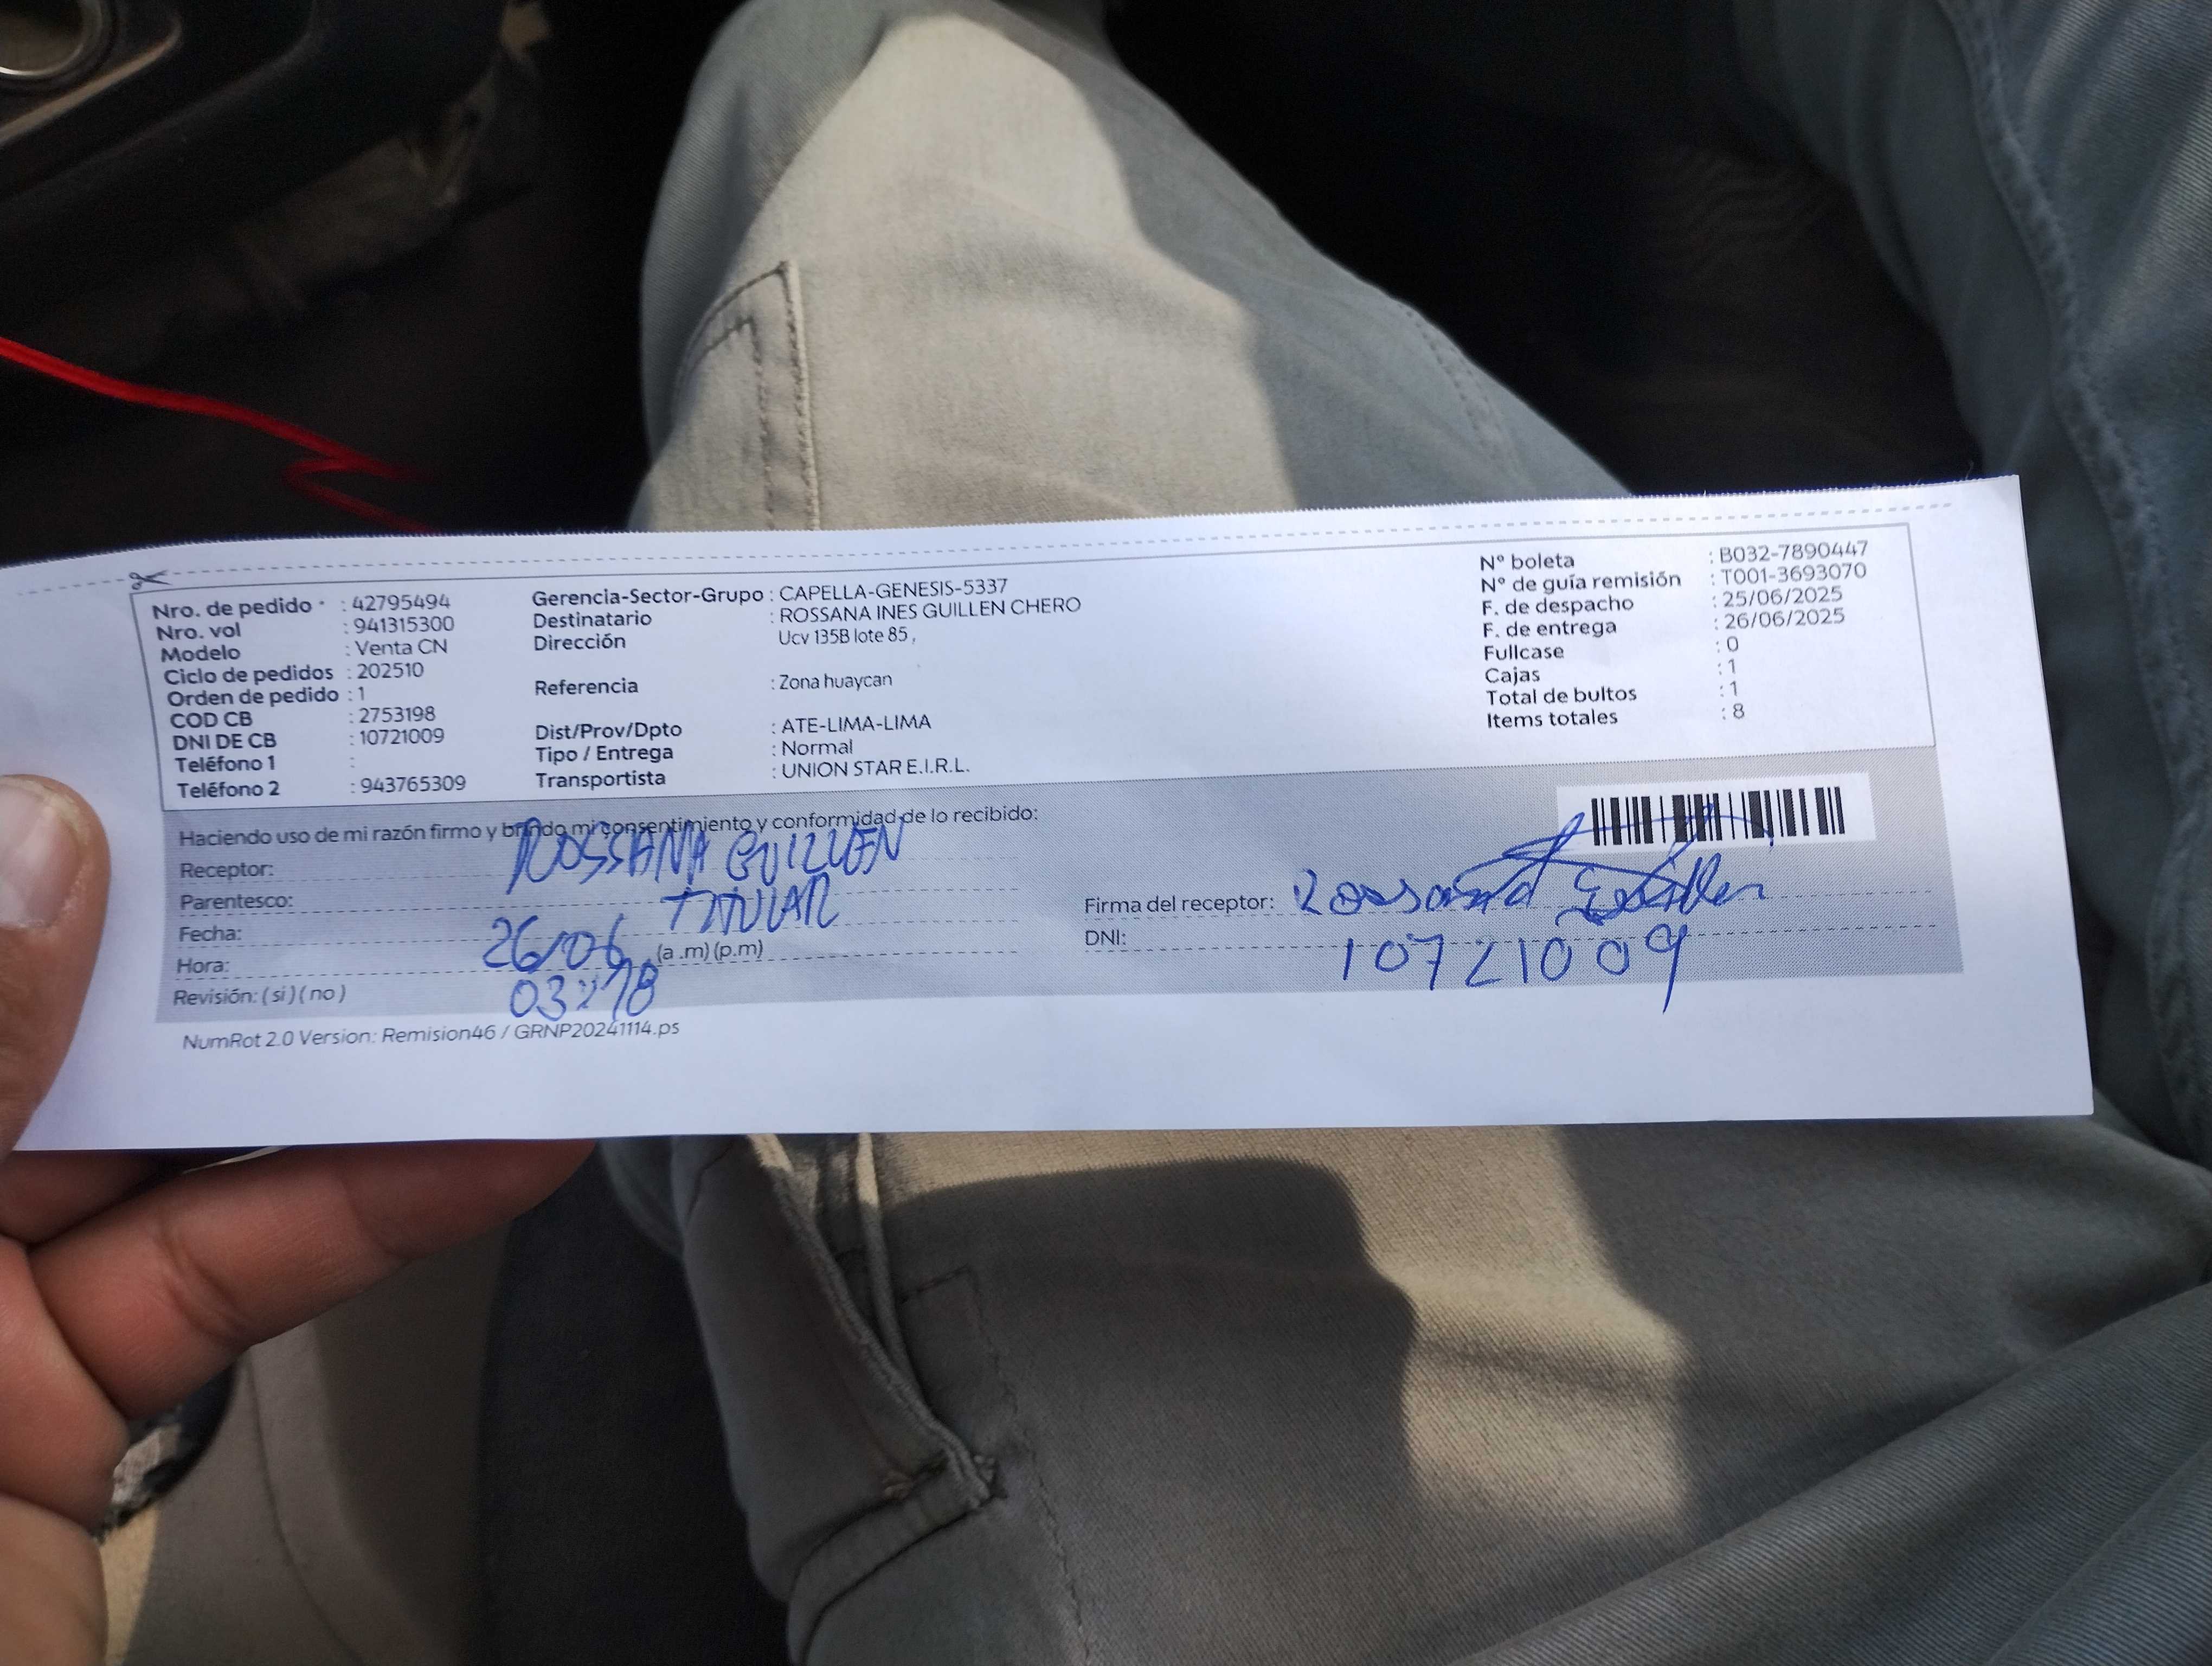 Nro. de pedido : 42795494
Nro. vol : 941315300
Modelo : Venta CN
Ciclo de pedidos : 202510
Orden de pedido : 1
COD CB : 2753198
DNI DE CB : 10721009
Teléfono 1 :
Teléfono 2 : 943765309
Gerencia-Sector-Grupo : CAPELLA-GENESIS-5337
Destinatario : ROSSANA INES GUILLEN CHERO
Dirección Ucv 135B lote 85 ,
Referencia : Zona huaycan
Dist/Prov/Dpto : ATE-LIMA-LIMA
Tipo / Entrega : Normal
Transportista : UNION STAR E.I.R.L.
N° boleta : B032-7890447
N° de guía remisión : T001-3693070
F. de despacho : 25/06/2025
F. de entrega : 26/06/2025
Fullcase : 0
Cajas : 1
Total de bultos : 1
Items totales : 8
Haciendo uso de mi razón firmo y brindo mi consentimiento y conformidad de lo recibido:
Receptor: ROSSANA GUILLEN
Parentesco: TITULAR
Fecha: 26/06
Hora: (a .m) (p.m)
Revisión: ( si ) ( no )
Firma del receptor: Rossana Guillen
DNI: 10721009
NumRot 2.0 Version: Remision46 / GRNP20241114.ps